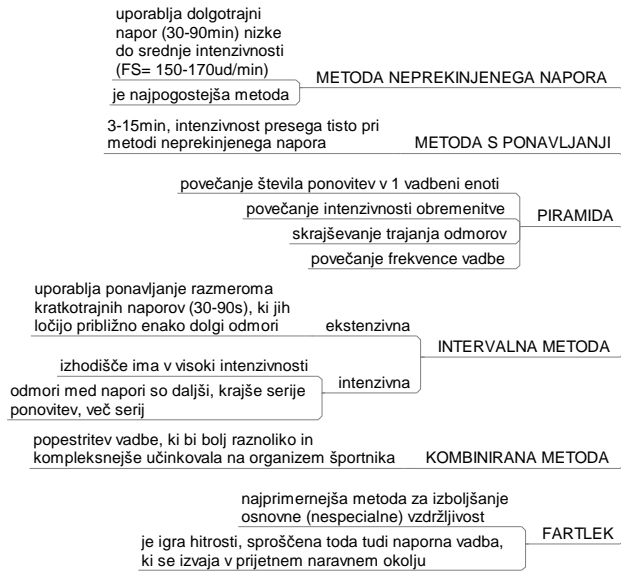 uporablja dolgotrajni
napor (30-90min) nizke
do srednje intenzivnosti
(FS= 150-170ud/min)
je najpogostejša metoda
METODA NEPREKINJENEGA NAPORA
3-15min, intenzivnost presega tisto pri
metodi neprekinjenega napora
METODA S PONAVLJANJI
povečanje števila ponovitev v 1 vadbeni enoti
povečanje intenzivnosti obremenitve
skrajševanje trajanja odmorov
povečanje frekvence vadbe
PIRAMIDA
uporablja ponavljanje razmeroma
kratkotrajnih naporov (30-90s), ki jih
ločijo približno enako dolgi odmori
ekstenzivna
izhodišče ima v visoki intenzivnosti
odmori med napori so daljši, krajše serije
ponovitev, več serij
intenzivna
INTERVALNA METODA
popestritev vadbe, ki bi bolj raznoliko in
kompleksnejše učinkovala na organizem športnika
KOMBINIRANA METODA
najprimernejša metoda za izboljšanje
osnovne (nespecialne) vzdržljivost
je igra hitrosti, sproščena toda tudi naporna vadba,
ki se izvaja v prijetnem naravnem okolju
FARTLEK